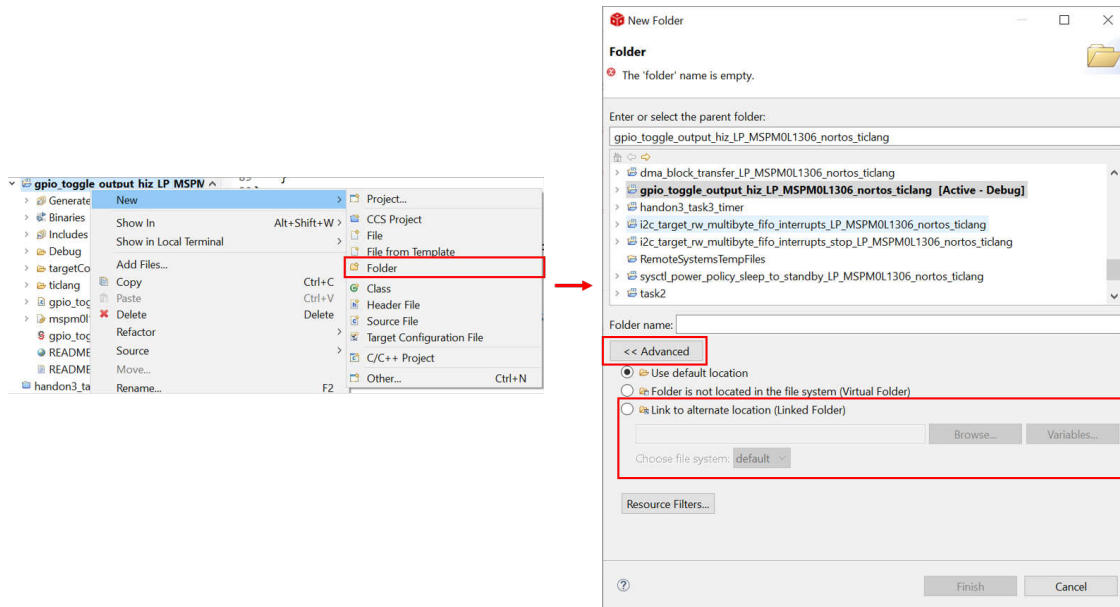 gpio_toggle_output_hiz_LP_MSPM
Generate
Binaries
Includes
Debug
targetCo
ticlang
gpio_tog
mspm0l
gpio_tog
README
README
handon3_ta
New
Show In Alt+Shift+W >
Show in Local Terminal
Add Files...
Copy Ctrl+C
Paste Ctrl+V
Delete Delete
Refactor
Source
Move...
Rename... F2
Project...
CCS Project
File
File from Template
Folder
Class
Header File
Source File
Target Configuration File
C/C++ Project
Other... Ctrl+N
New Folder
Folder
The 'folder' name is empty.
Enter or select the parent folder:
gpio_toggle_output_hiz_LP_MSPM0L1306_nortos_ticlang
dma_block_transfer_LP_MSPM0L1306_nortos_ticlang
gpio_toggle_output_hiz_LP_MSPM0L1306_nortos_ticlang [Active - Debug]
handon3_task3_timer
i2c_target_rw_multibyte_fifo_interrupts_LP_MSPM0L1306_nortos_ticlang
i2c_target_rw_multibyte_fifo_interrupts_stop_LP_MSPM0L1306_nortos_ticlang
RemoteSystemsTempFiles
sysctl_power_policy_sleep_to_standby_LP_MSPM0L1306_nortos_ticlang
task2
Folder name:
<< Advanced
Use default location
Folder is not located in the file system (Virtual Folder)
Link to alternate location (Linked Folder)
Browse... Variables...
Choose file system: default
Resource Filters...
Finish Cancel